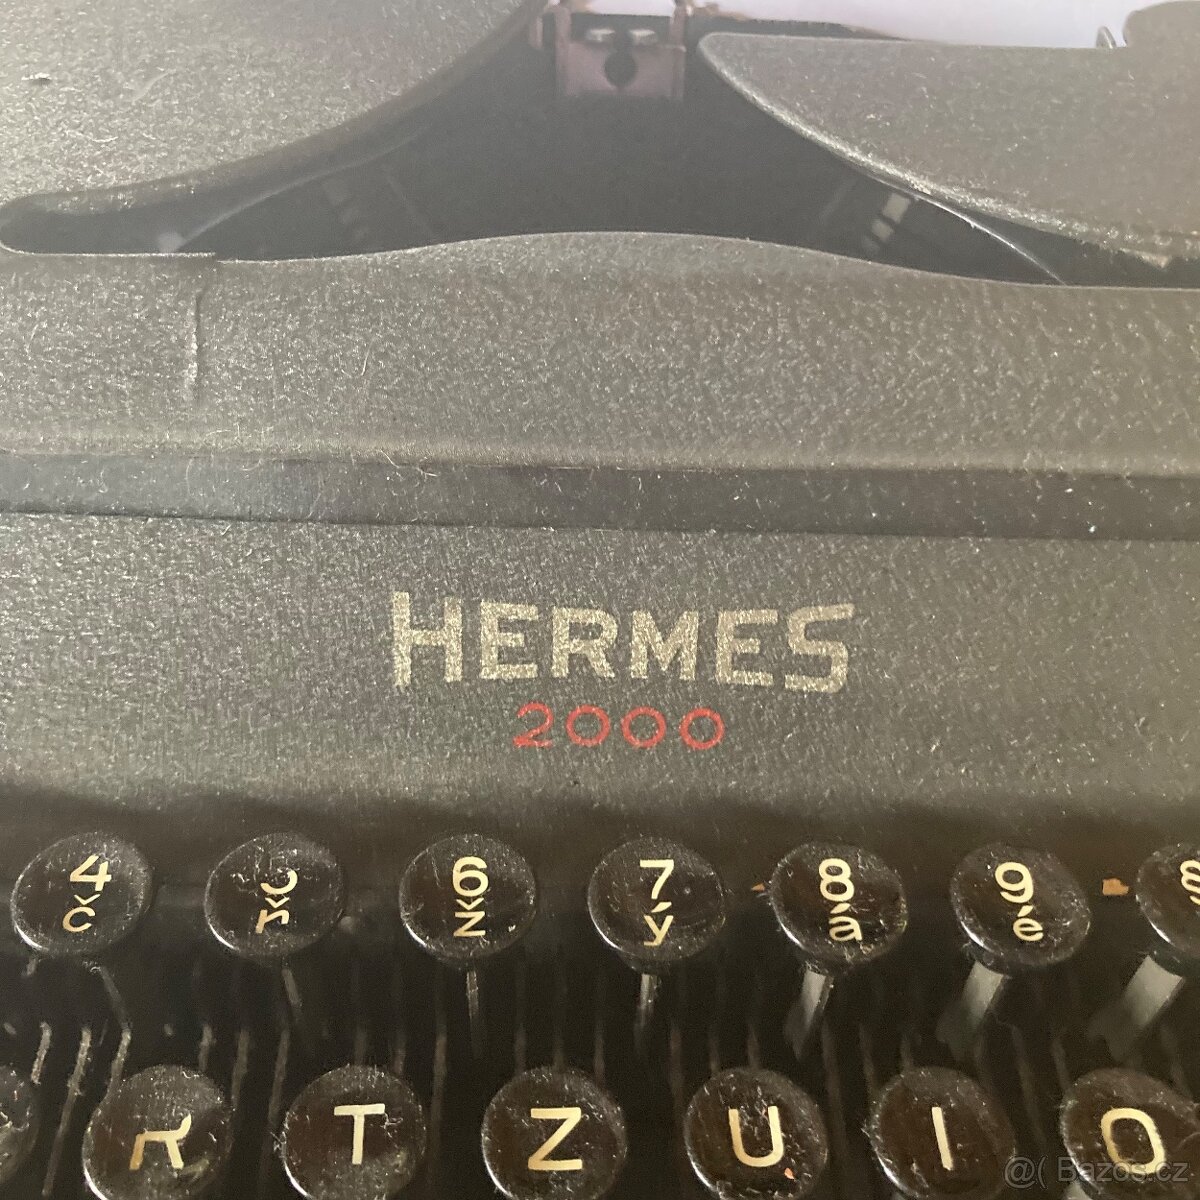 HERMES
2000
4 6 7 8 9
č ž ý á é
R T Z U I O
@( Bazos.cz